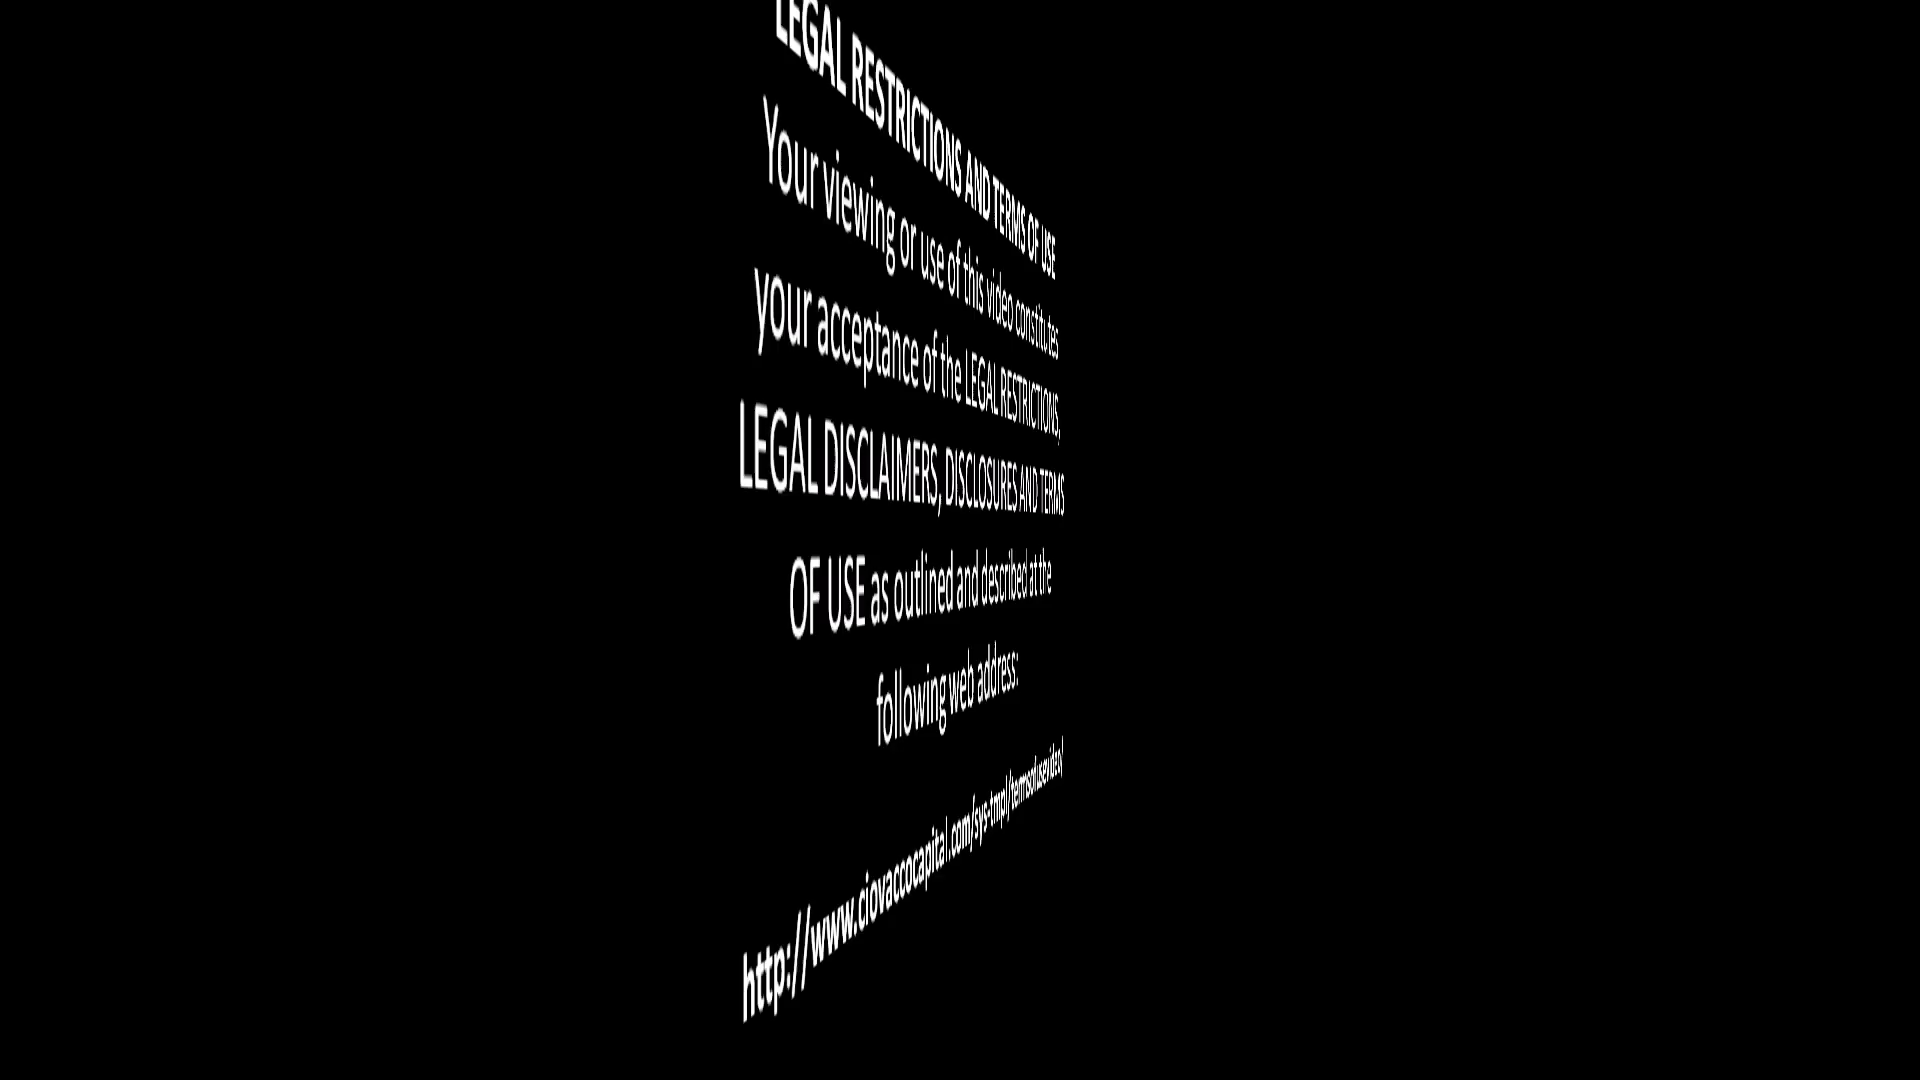 LEGAL RESTRICTIONS AND TERMS OF USE
Your viewing or use of this video constitutes
your acceptance of the LEGAL RESTRICTIONS,
LEGAL DISCLAIMERS, DISCLOSURES AND TERMS
OF USE as outlined and described at the
following web address:
http://www.ciovaccocapital.com/sys-tmpl/termsofusevideo/